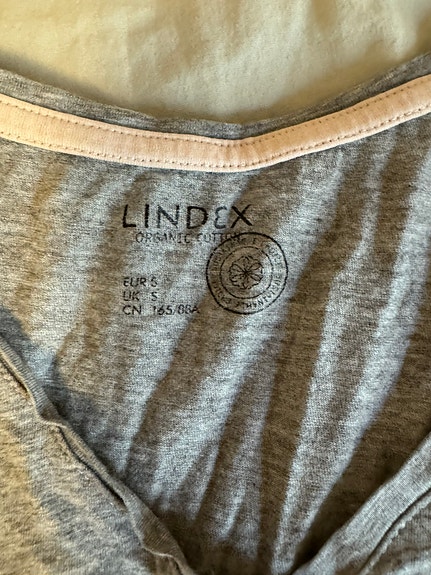 LINDEX
ORGANIC COTTON
EUR S
UK S
CN 165/88A